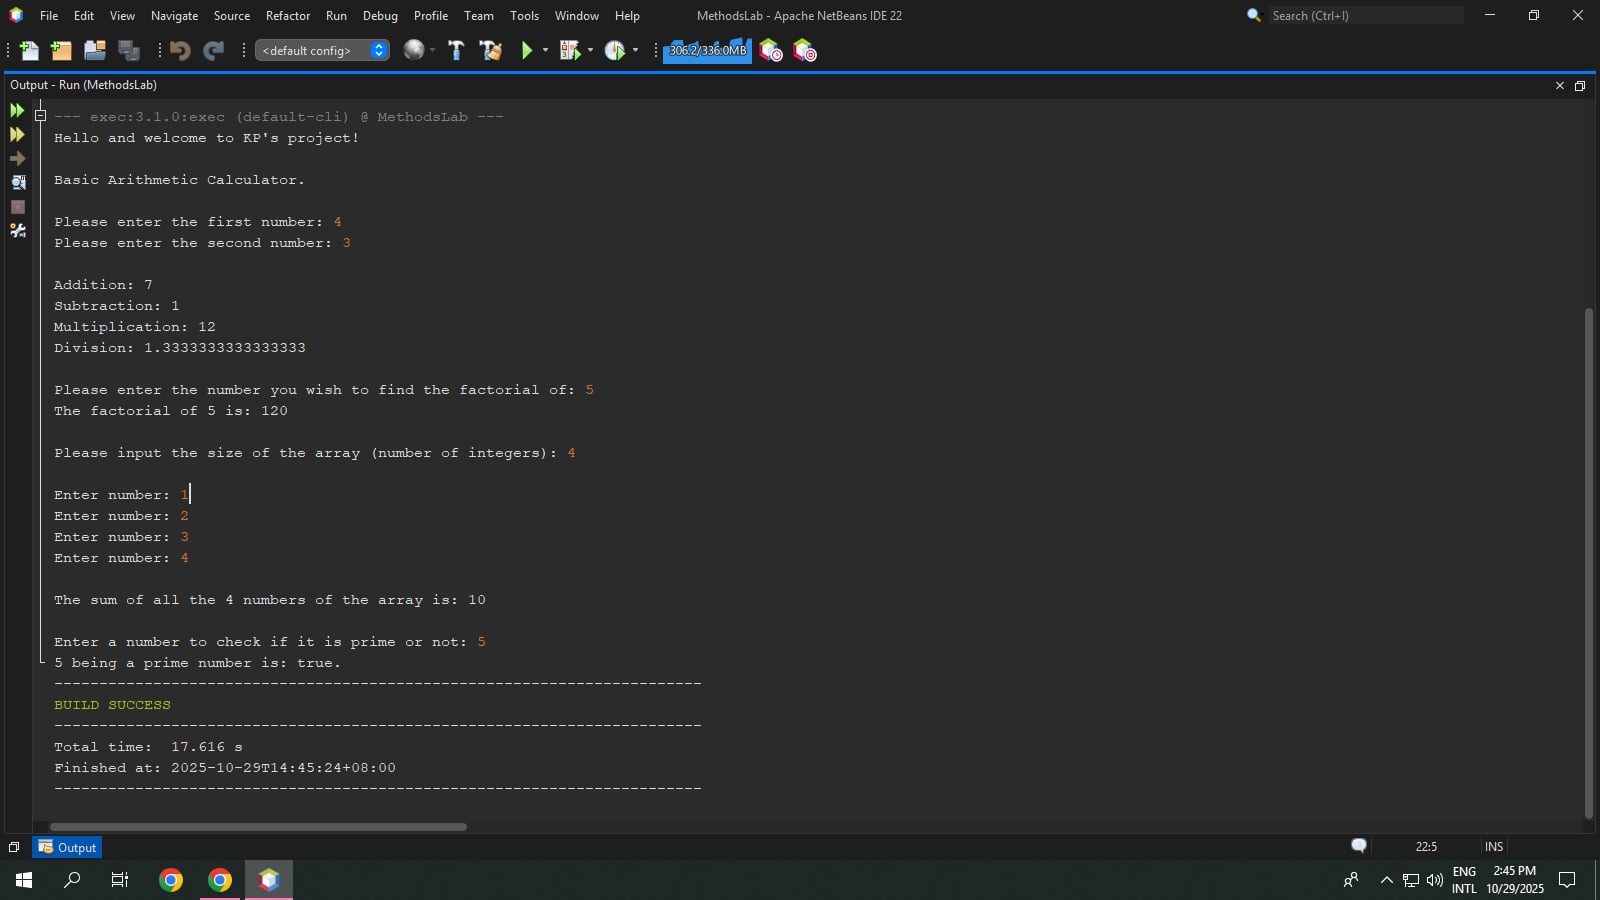 File Edit View Navigate Source Refactor Run Debug Profile Team Tools Window Help MethodsLab - Apache NetBeans IDE 22 Search (Ctrl+I)
<default config> 306.2/336.0MB
Output - Run (MethodsLab)
--- exec:3.1.0:exec (default-cli) @ MethodsLab ---
Hello and welcome to KP's project!
Basic Arithmetic Calculator.
Please enter the first number: 4
Please enter the second number: 3
Addition: 7
Subtraction: 1
Multiplication: 12
Division: 1.3333333333333333
Please enter the number you wish to find the factorial of: 5
The factorial of 5 is: 120
Please input the size of the array (number of integers): 4
Enter number: 1
Enter number: 2
Enter number: 3
Enter number: 4
The sum of all the 4 numbers of the array is: 10
Enter a number to check if it is prime or not: 5
5 being a prime number is: true.
------------------------------------------------------------------------
BUILD SUCCESS
------------------------------------------------------------------------
Total time:  17.616 s
Finished at: 2025-10-29T14:45:24+08:00
------------------------------------------------------------------------
Output 22:5 INS
ENG 2:45 PM
INTL 10/29/2025